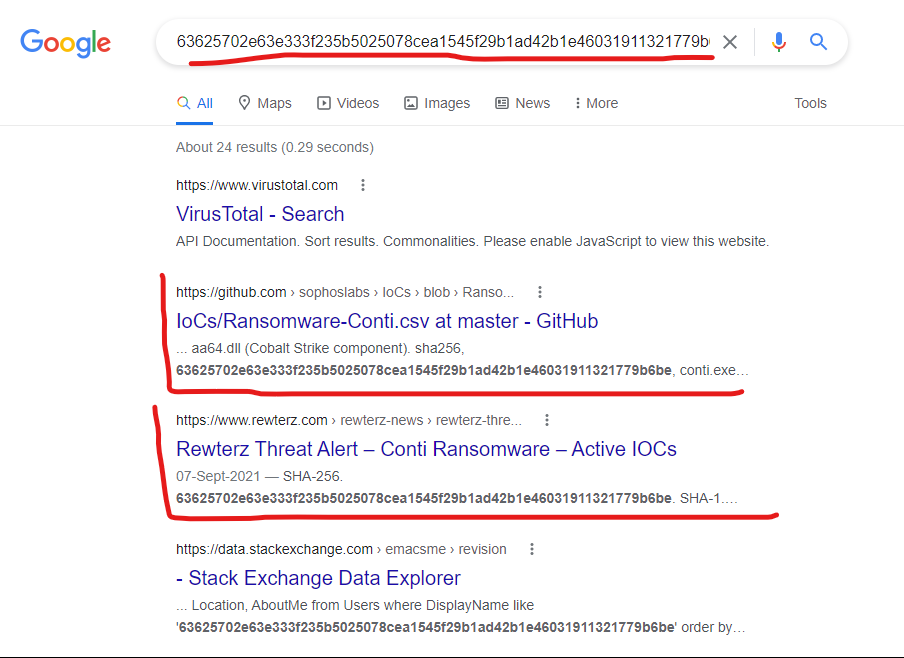 Google
63625702e63e333f235b5025078cea1545f29b1ad42b1e46031911321779b
All Maps Videos Images News More Tools
About 24 results (0.29 seconds)
https://www.virustotal.com
VirusTotal - Search
API Documentation. Sort results. Commonalities. Please enable JavaScript to view this website.
https://github.com › sophoslabs › IoCs › blob › Ranso...
IoCs/Ransomware-Conti.csv at master - GitHub
... aa64.dll (Cobalt Strike component). sha256,
63625702e63e333f235b5025078cea1545f29b1ad42b1e46031911321779b6be, conti.exe...
https://www.rewterz.com › rewterz-news › rewterz-thre...
Rewterz Threat Alert – Conti Ransomware – Active IOCs
07-Sept-2021 — SHA-256.
63625702e63e333f235b5025078cea1545f29b1ad42b1e46031911321779b6be. SHA-1....
https://data.stackexchange.com › emacsme › revision
- Stack Exchange Data Explorer
... Location, AboutMe from Users where DisplayName like
'63625702e63e333f235b5025078cea1545f29b1ad42b1e46031911321779b6be' order by...